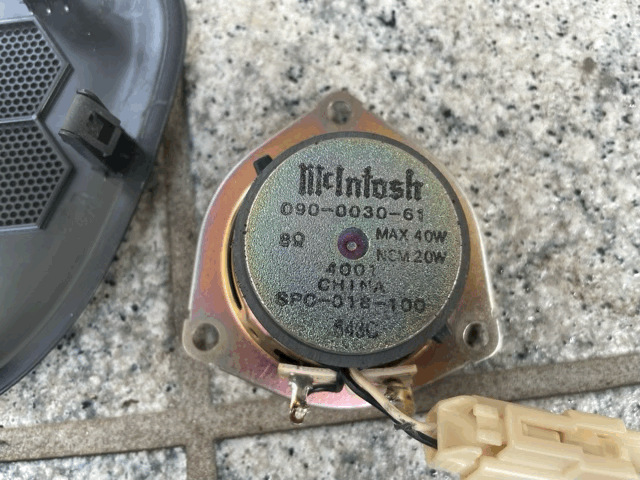 McIntosh
090-0030-61
8Ω
MAX 40W
NOM 20W
4001
CHINA
SPC-018-100